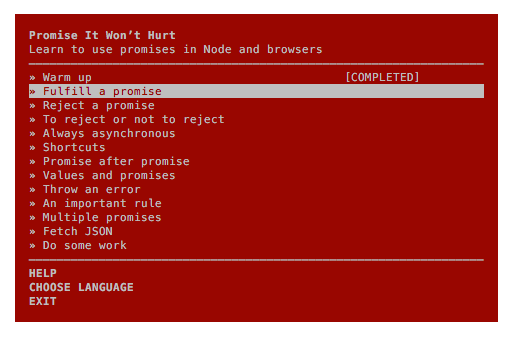 Promise It Won't Hurt
Learn to use promises in Node and browsers
» Warm up [COMPLETED]
» Fulfill a promise
» Reject a promise
» To reject or not to reject
» Always asynchronous
» Shortcuts
» Promise after promise
» Values and promises
» Throw an error
» An important rule
» Multiple promises
» Fetch JSON
» Do some work
HELP
CHOOSE LANGUAGE
EXIT